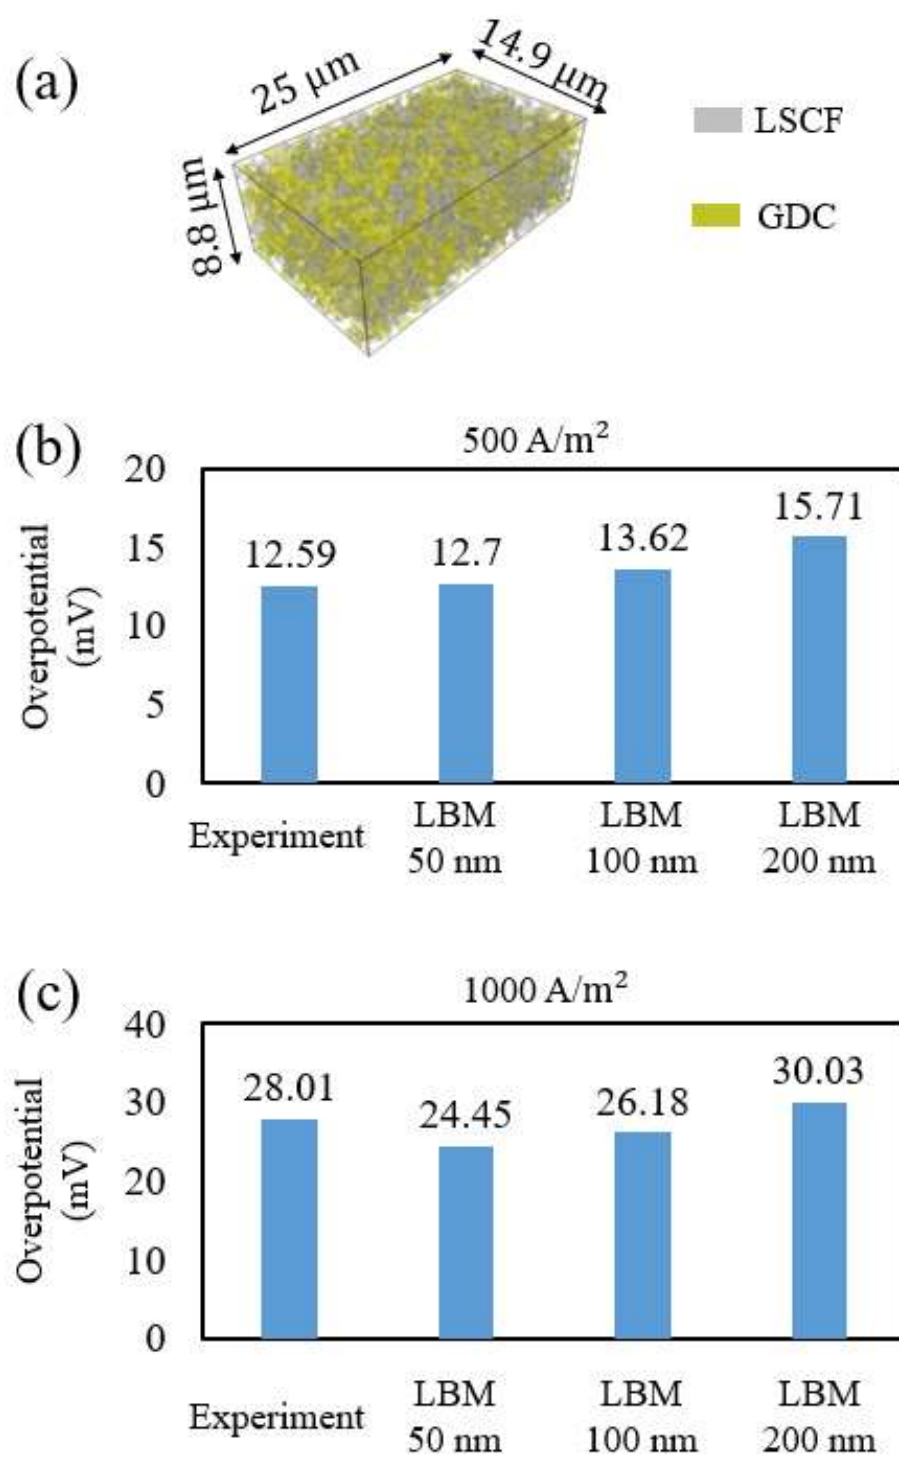 (a)
25 μm
14.9 μm
8.8 μm
LSCF
GDC
(b)
500 A/m²
Overpotential
(mV)
20
15
10
5
0
12.59
12.7
13.62
15.71
Experiment
LBM
50 nm
LBM
100 nm
LBM
200 nm
(c)
1000 A/m²
Overpotential
(mV)
40
30
20
10
0
28.01
24.45
26.18
30.03
Experiment
LBM
50 nm
LBM
100 nm
LBM
200 nm